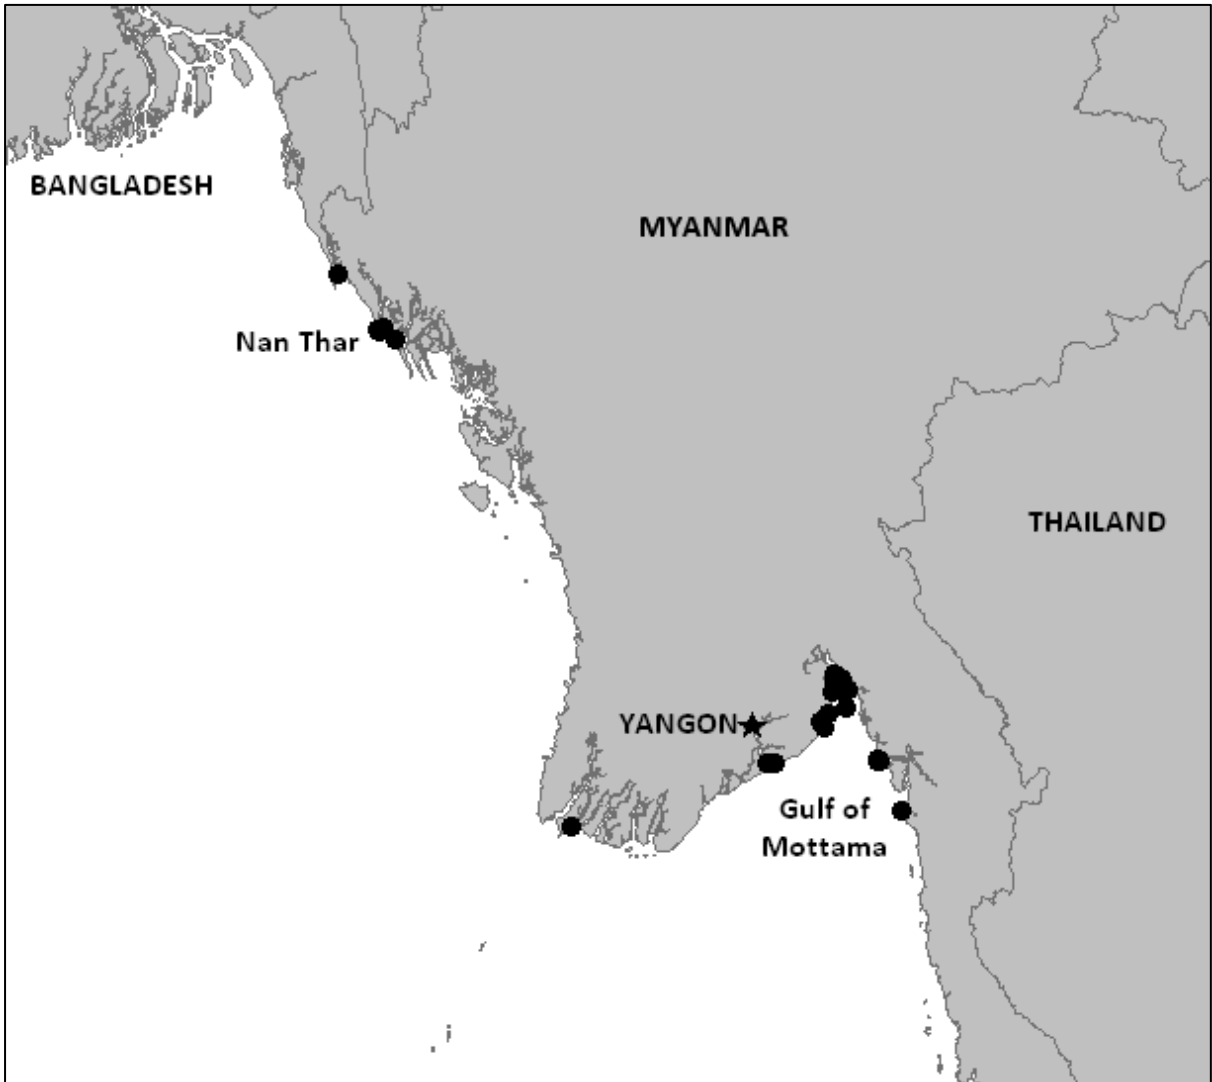 BANGLADESH
MYANMAR
Nan Thar
THAILAND
YANGON
Gulf of
Mottama